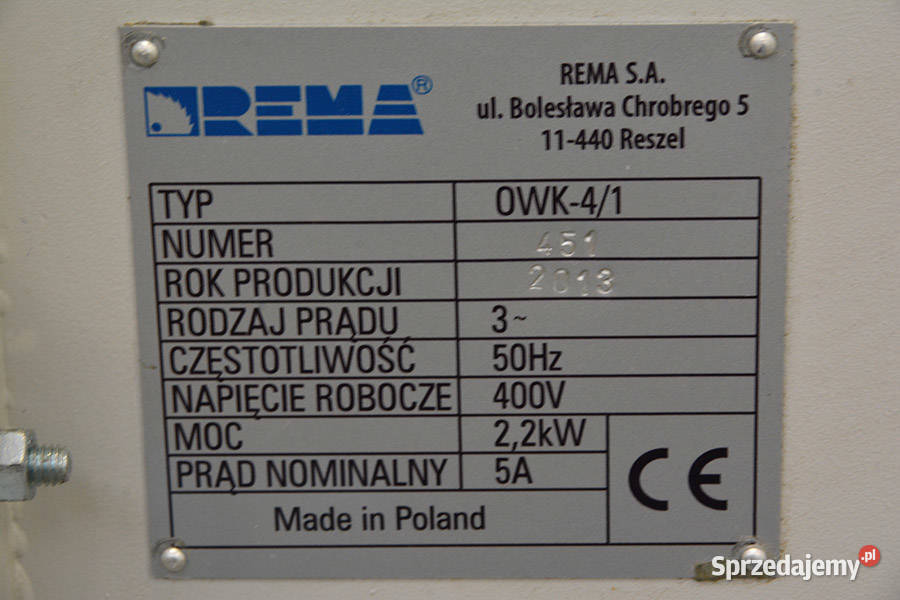 REMA®
REMA S.A.
ul. Bolesława Chrobrego 5
11-440 Reszel
TYP OWK-4/1
NUMER 451
ROK PRODUKCJI 2013
RODZAJ PRĄDU 3~
CZĘSTOTLIWOŚĆ 50Hz
NAPIĘCIE ROBOCZE 400V
MOC 2,2kW
PRĄD NOMINALNY 5A
CE
Made in Poland
Sprzedajemy.pl